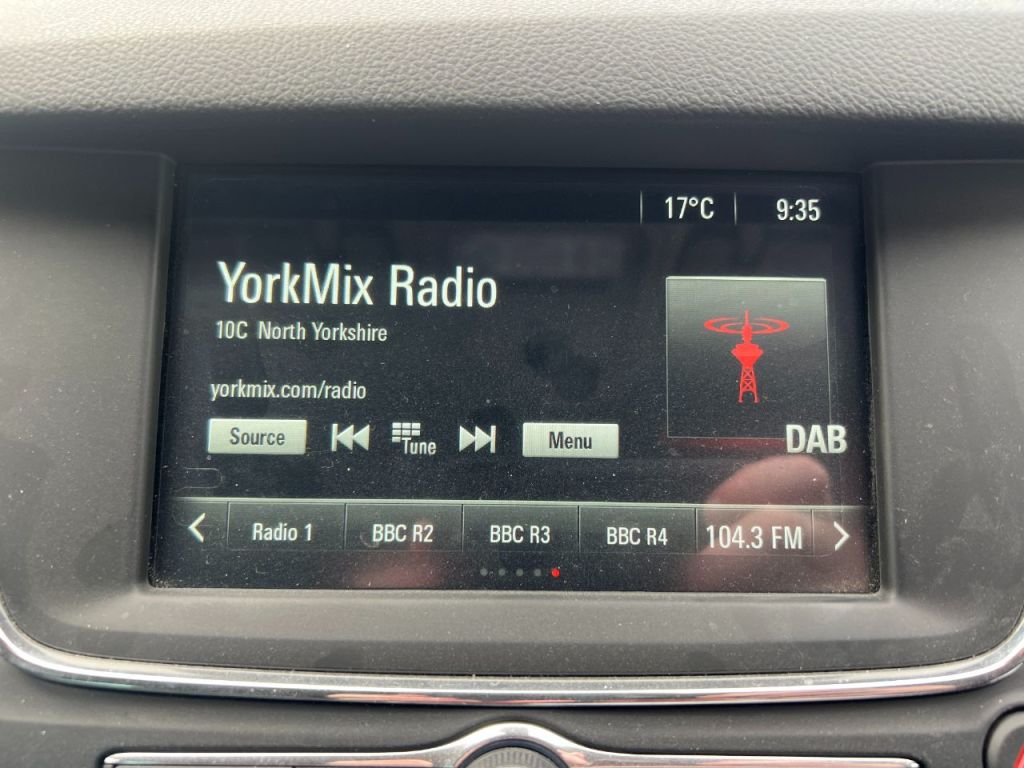 17°C 9:35
YorkMix Radio
10C North Yorkshire
yorkmix.com/radio
Source Tune Menu
DAB
Radio 1 BBC R2 BBC R3 BBC R4 104.3 FM